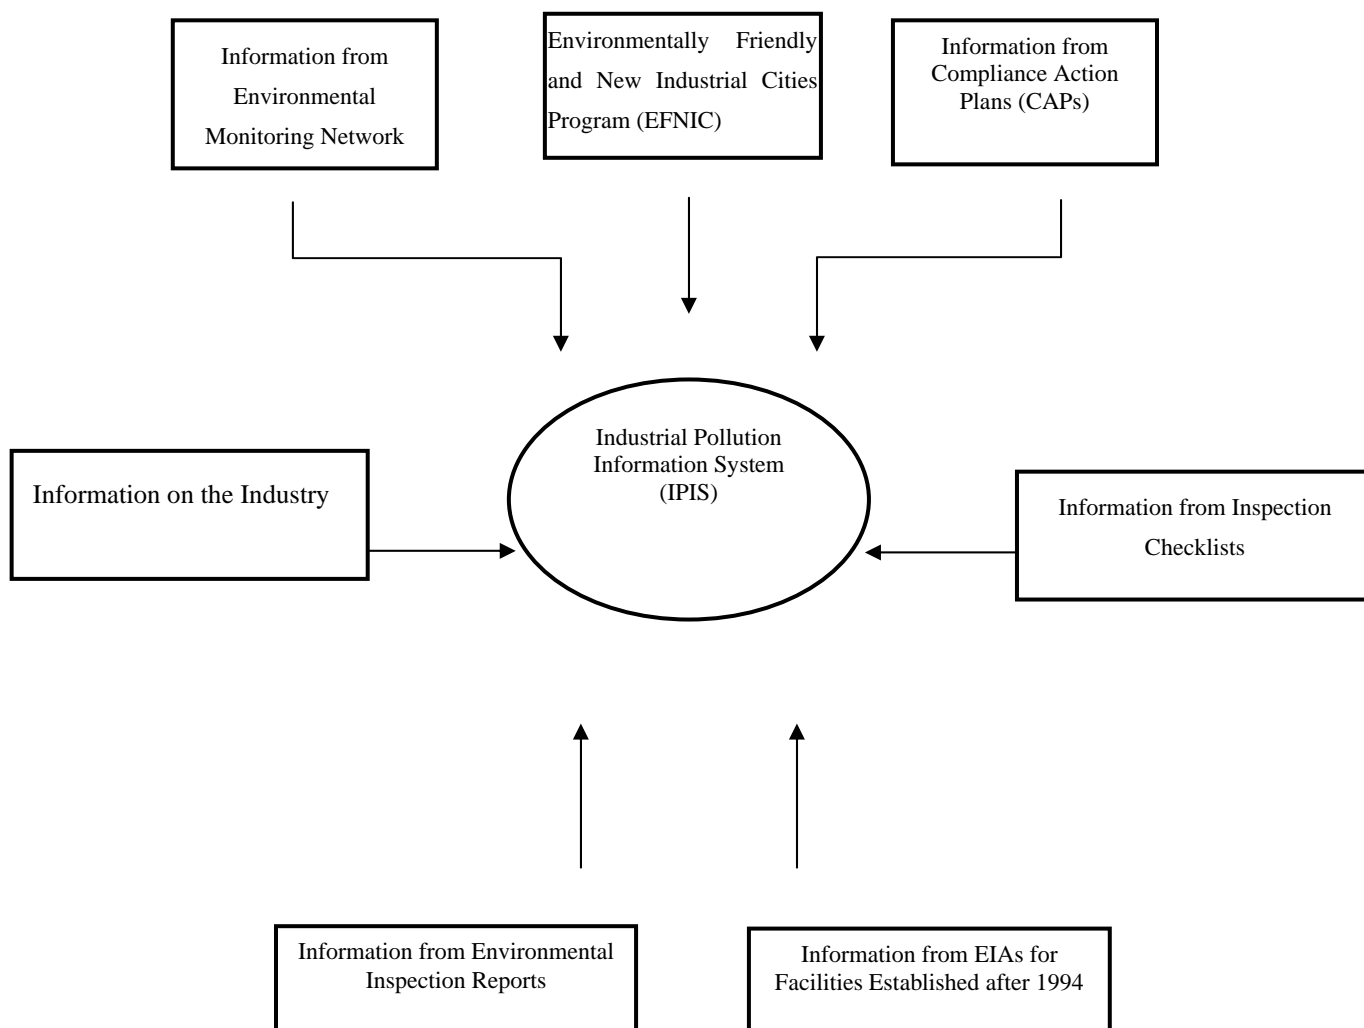 Information from
Environmental
Monitoring Network
Environmentally Friendly
and New Industrial Cities
Program (EFNIC)
Information from
Compliance Action
Plans (CAPs)
Industrial Pollution
Information System
(IPIS)
Information on the Industry
Information from Inspection
Checklists
Information from Environmental
Inspection Reports
Information from EIAs for
Facilities Established after 1994